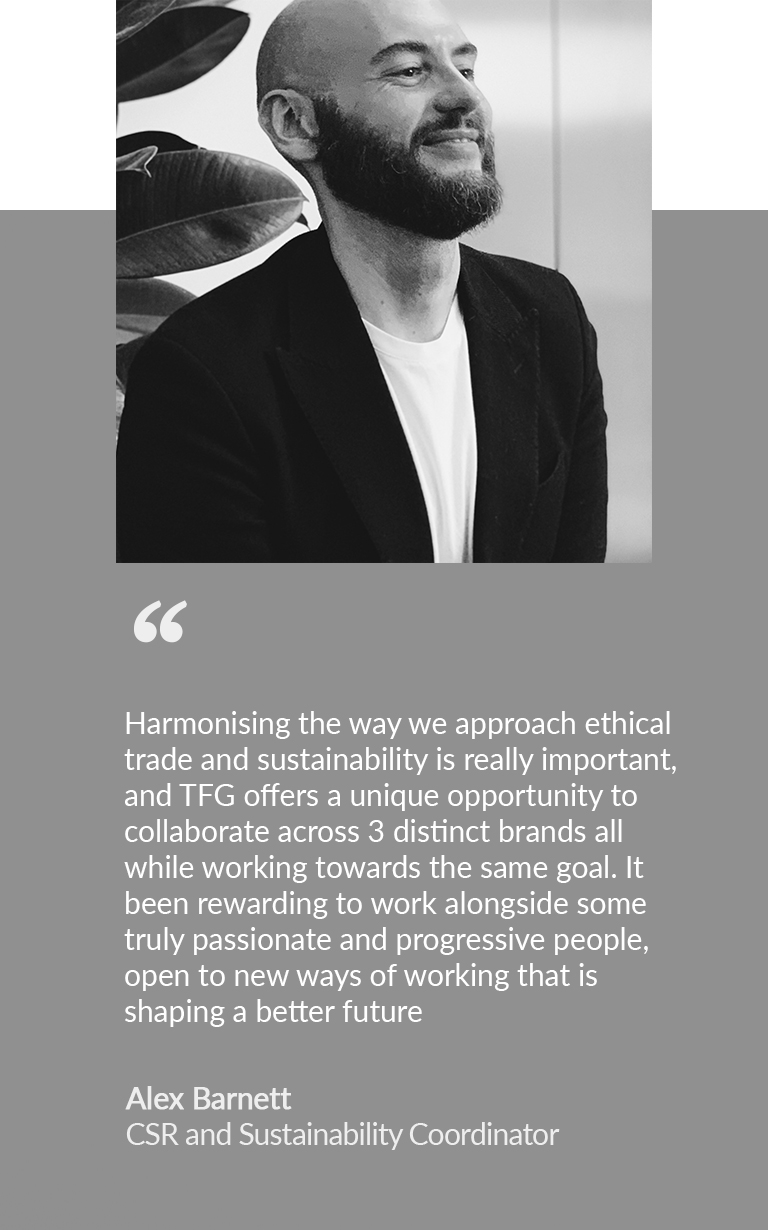 “
Harmonising the way we approach ethical
trade and sustainability is really important,
and TFG offers a unique opportunity to
collaborate across 3 distinct brands all
while working towards the same goal. It
been rewarding to work alongside some
truly passionate and progressive people,
open to new ways of working that is
shaping a better future
Alex Barnett
CSR and Sustainability Coordinator